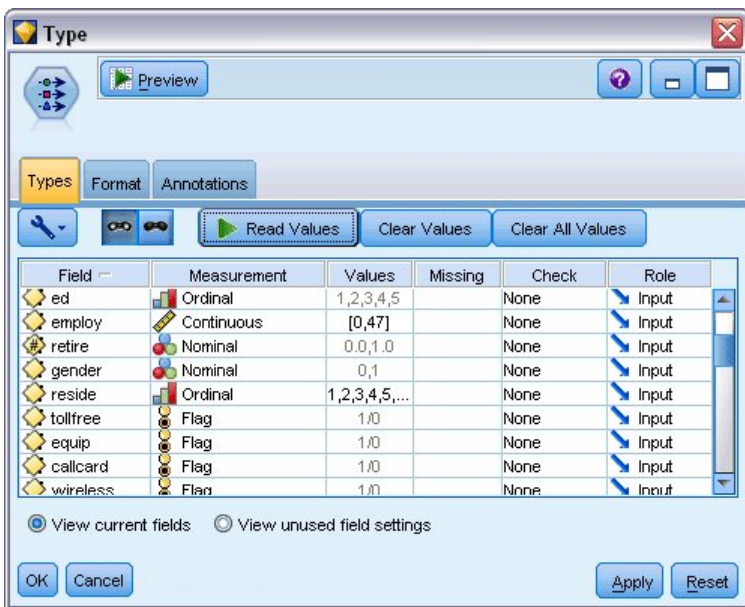 Type
Preview
Types Format Annotations
Read Values Clear Values Clear All Values
Field Measurement Values Missing Check Role
ed Ordinal 1,2,3,4,5 None Input
employ Continuous [0,47] None Input
retire Nominal 0.0,1.0 None Input
gender Nominal 0,1 None Input
reside Ordinal 1,2,3,4,5,... None Input
tollfree Flag 1/0 None Input
equip Flag 1/0 None Input
callcard Flag 1/0 None Input
wireless Flag 1/0 None Input
View current fields View unused field settings
OK Cancel Apply Reset